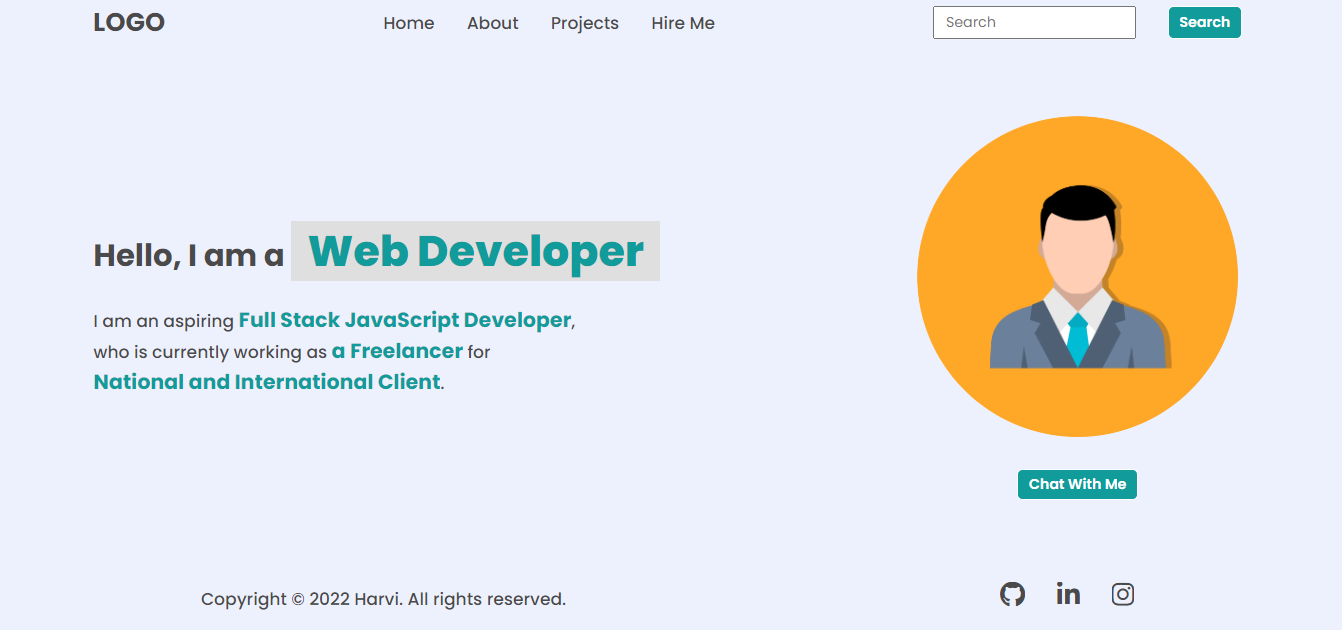 LOGO
Home About Projects Hire Me
Search
Search
Hello, I am a Web Developer
I am an aspiring Full Stack JavaScript Developer,
who is currently working as a Freelancer for
National and International Client.
Chat With Me
Copyright © 2022 Harvi. All rights reserved.
in